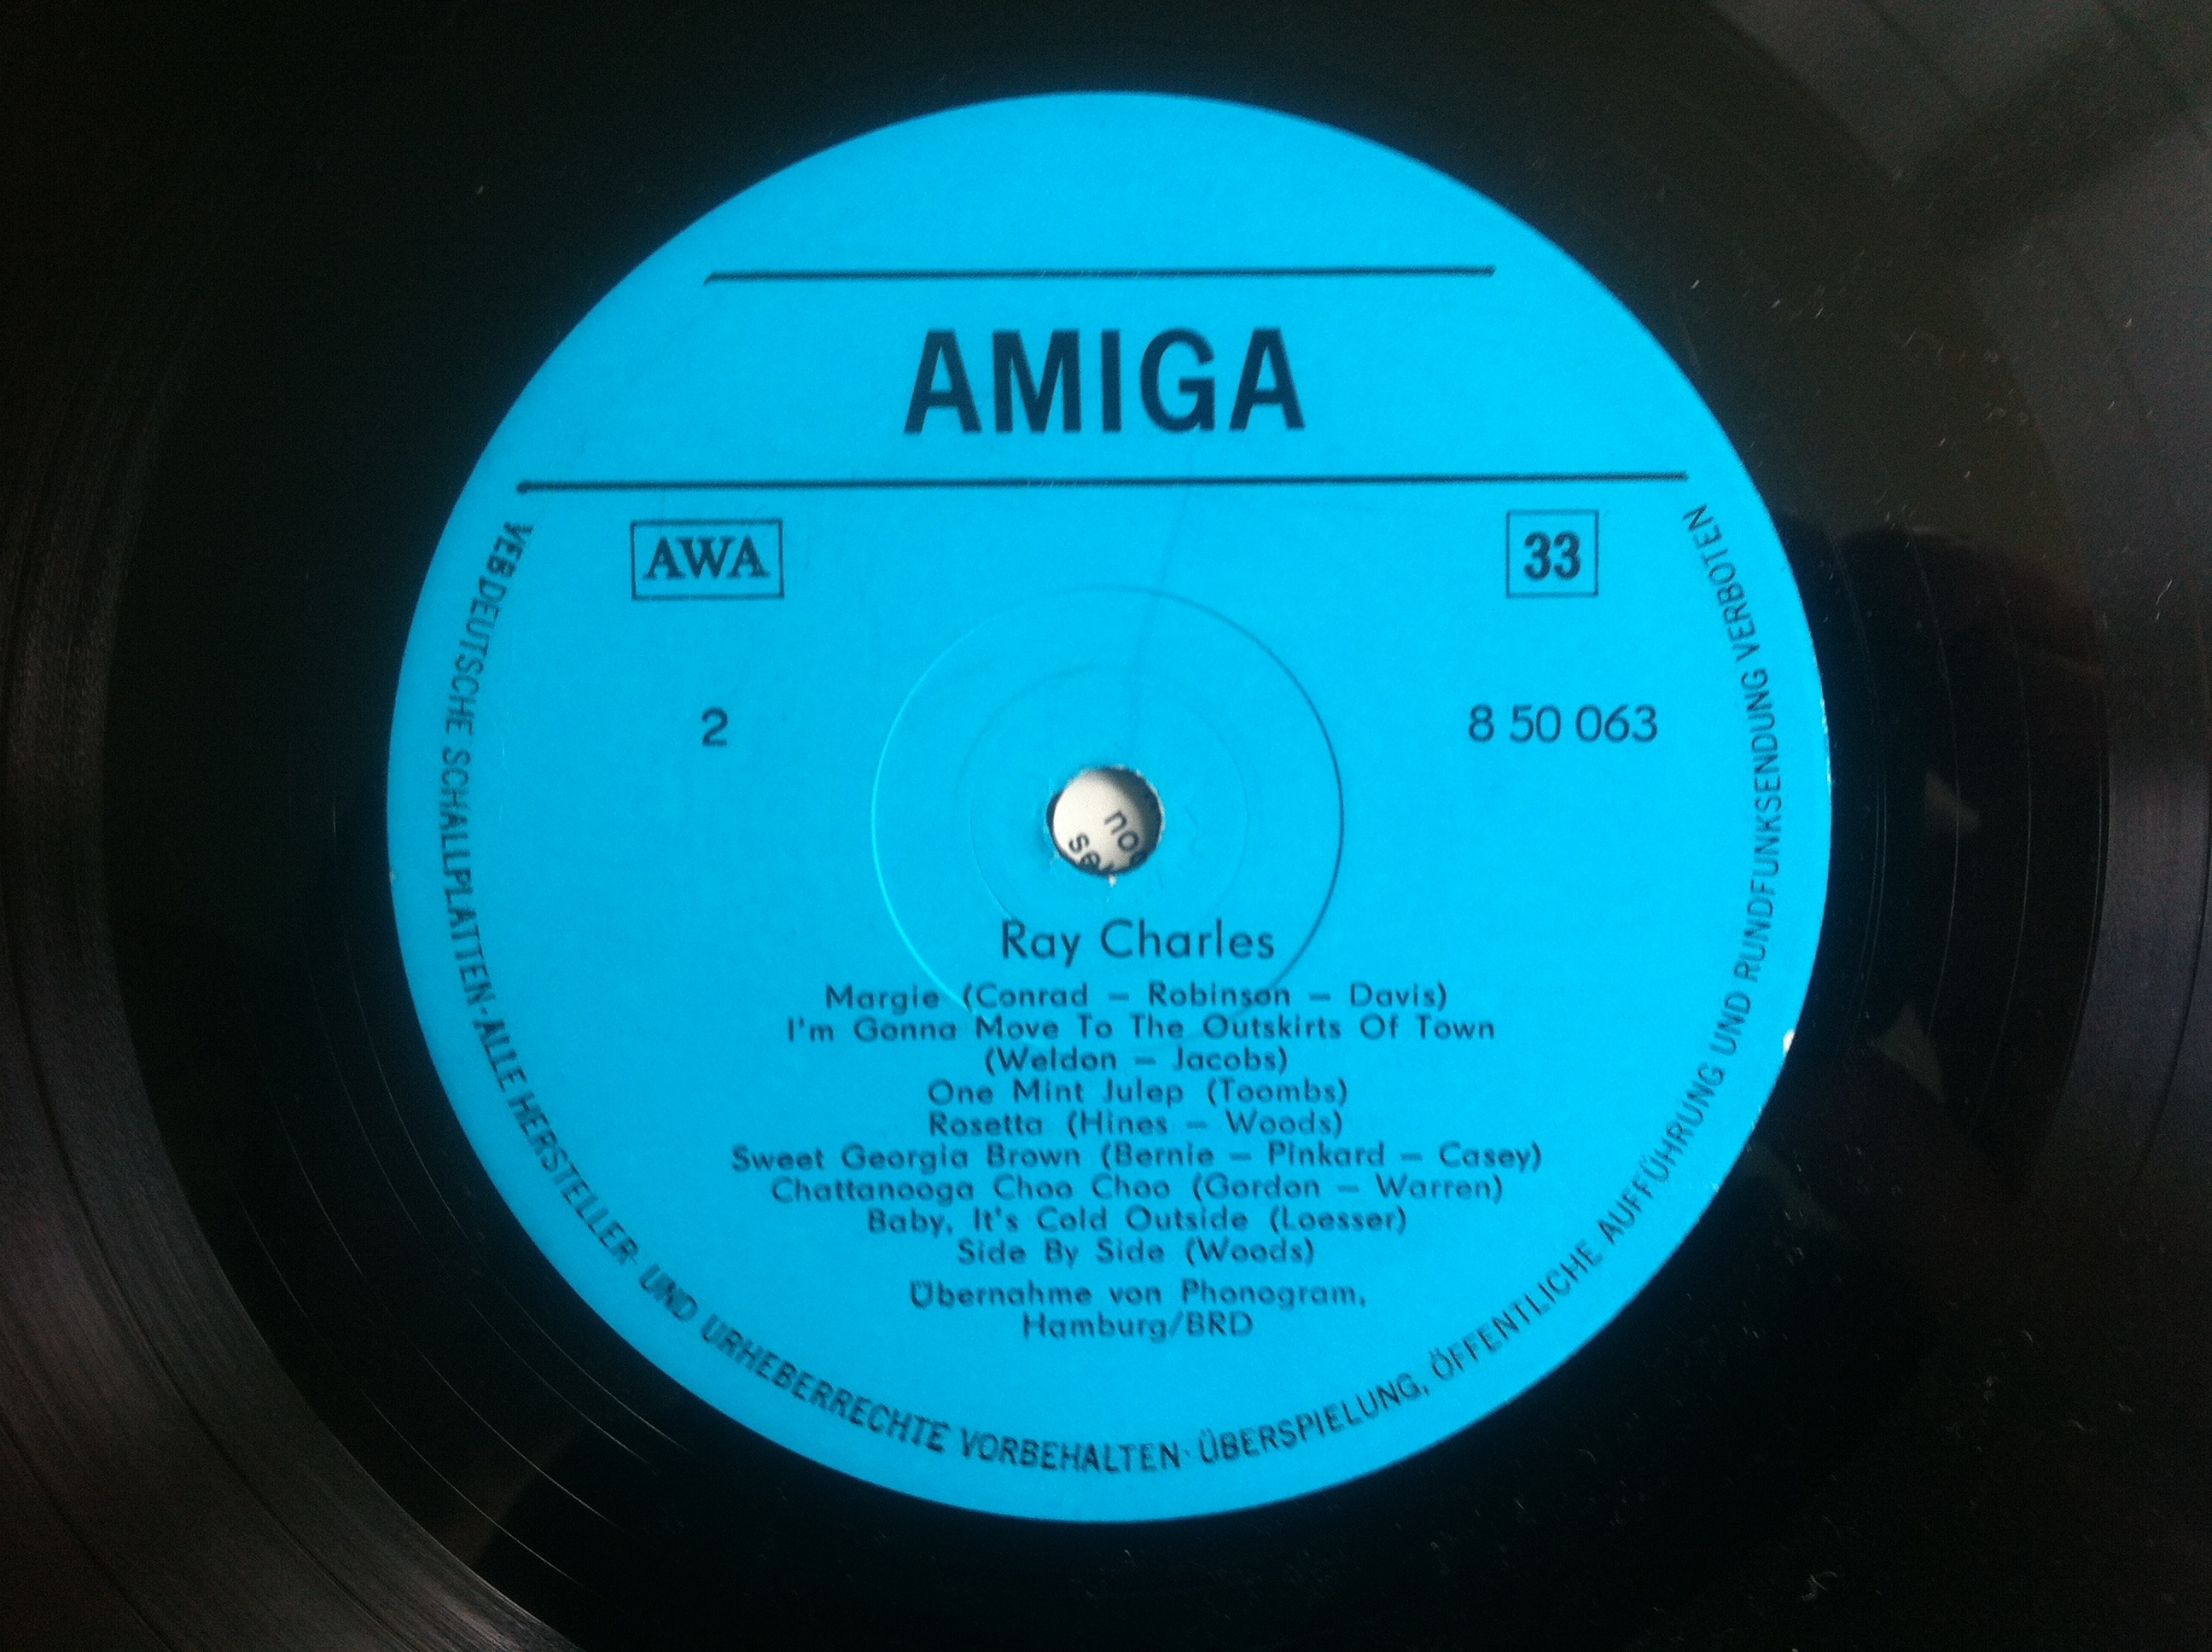 AMIGA
AWA
33
2
8 50 063
Ray Charles
Margie (Conrad – Robinson – Davis)
I'm Gonna Move To The Outskirts Of Town
(Weldon – Jacobs)
One Mint Julep (Toombs)
Rosetta (Hines – Woods)
Sweet Georgia Brown (Bernie – Pinkard – Casey)
Chattanooga Choo Choo (Gordon – Warren)
Baby, It's Cold Outside (Loesser)
Side By Side (Woods)
Übernahme von Phonogram,
Hamburg/BRD
VEB DEUTSCHE SCHALLPLATTEN · ALLE HERSTELLER- UND URHEBERRECHTE VORBEHALTEN · ÜBERSPIELUNG, ÖFFENTLICHE AUFFÜHRUNG UND RUNDFUNKSENDUNG VERBOTEN